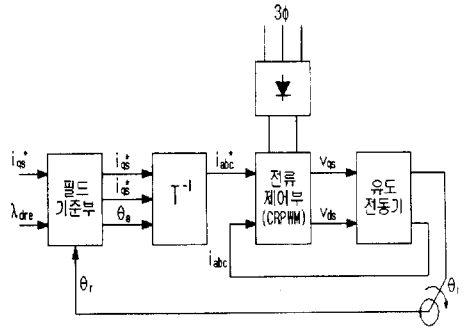 3ϕ
i*qs
λdre
필드
기준부
i*qs
i*qs
θe
T⁻¹
i*abc
전류
제어부
(CRPWM)
iabc
vqs
vds
유도
전동기
θr
θr